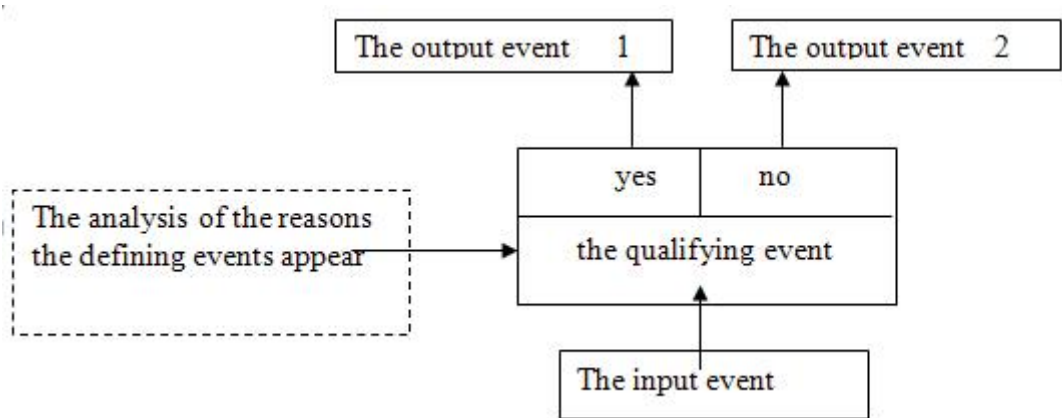 The output event 1
The output event 2
yes
no
The analysis of the reasons
the defining events appear
the qualifying event
The input event